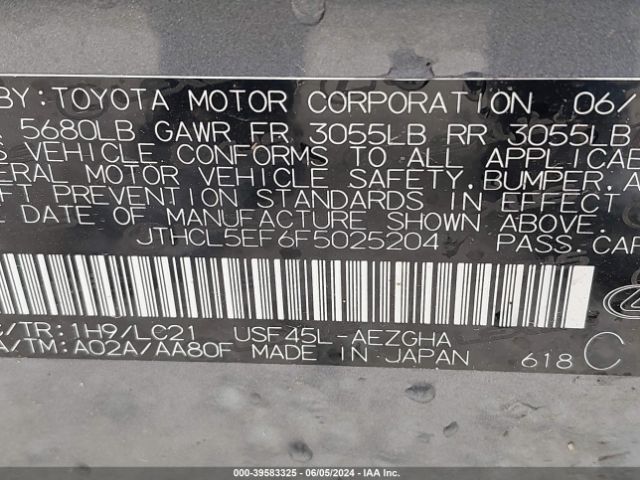 BY: TOYOTA MOTOR CORPORATION 06/
5680LB GAWR FR 3055LB RR 3055LB
VEHICLE CONFORMS TO ALL APPLICAB
ERAL MOTOR VEHICLE SAFETY, BUMPER, A
FT PREVENTION STANDARDS IN EFFECT
E DATE OF MANUFACTURE SHOWN ABOVE.
JTHCL5EF6F5025204 PASS. CAR
/TR: 1H9/LC21 USF45L-AEZGHA
A/TM: A02A/AA80F MADE IN JAPAN 618 C
000-39583325 | 06/05/2024 - IAA Inc. Copyright